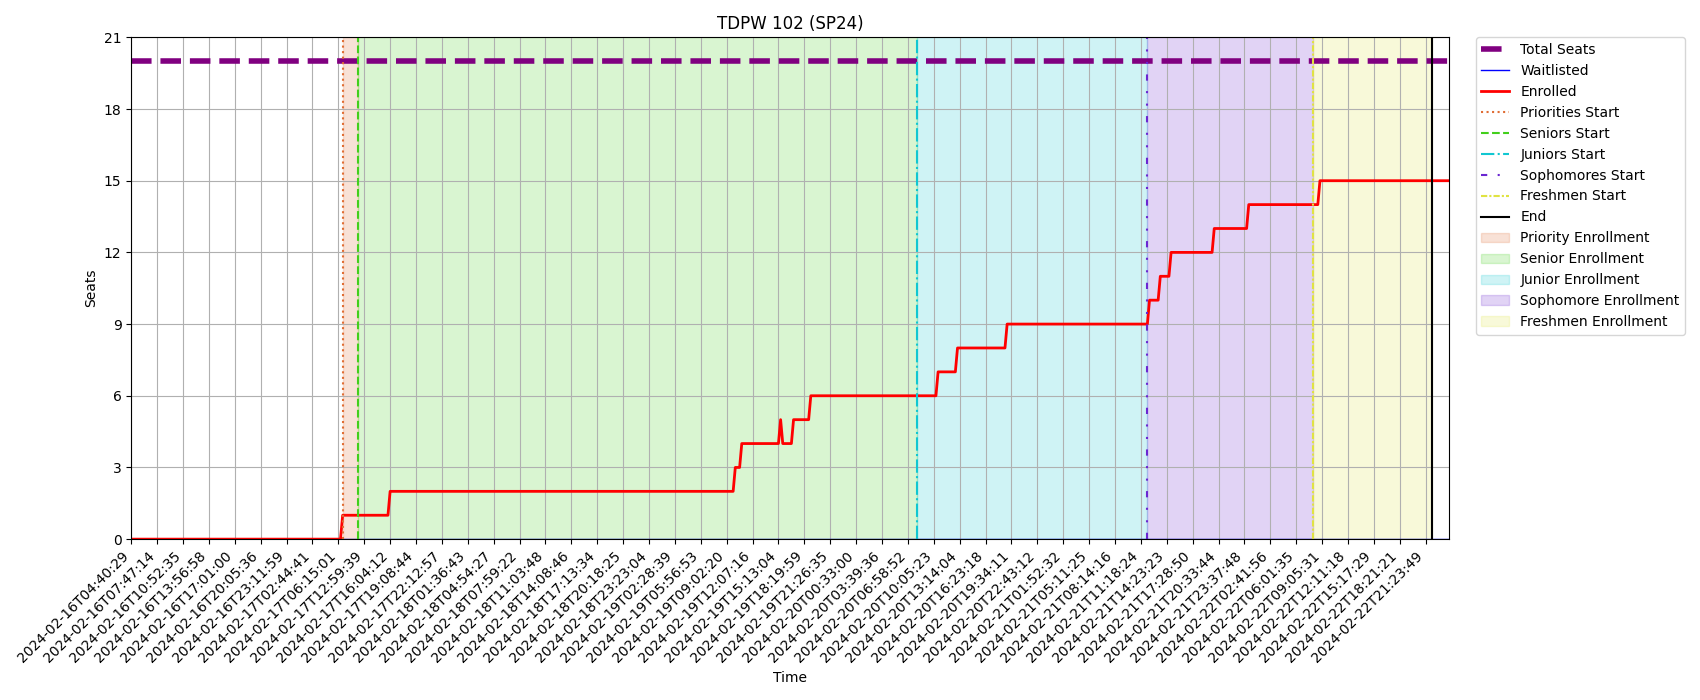 TDPW 102 (SP24)
21
18
15
12
9
6
3
0
Seats
2024-02-16T04:40:29
2024-02-16T07:47:14
2024-02-16T10:52:35
2024-02-16T13:56:58
2024-02-16T17:01:00
2024-02-16T20:05:36
2024-02-16T23:11:59
2024-02-17T02:44:41
2024-02-17T06:15:01
2024-02-17T12:59:39
2024-02-17T16:04:12
2024-02-17T19:08:44
2024-02-17T22:12:57
2024-02-18T01:36:43
2024-02-18T04:54:27
2024-02-18T07:59:22
2024-02-18T11:03:48
2024-02-18T14:08:46
2024-02-18T17:13:34
2024-02-18T20:18:25
2024-02-18T23:23:04
2024-02-19T02:28:39
2024-02-19T05:56:53
2024-02-19T09:02:20
2024-02-19T12:07:16
2024-02-19T15:13:04
2024-02-19T18:19:59
2024-02-19T21:26:35
2024-02-20T00:33:00
2024-02-20T03:39:36
2024-02-20T06:58:52
2024-02-20T10:05:23
2024-02-20T13:14:04
2024-02-20T16:23:18
2024-02-20T19:34:11
2024-02-20T22:43:12
2024-02-21T01:52:32
2024-02-21T05:11:25
2024-02-21T08:14:16
2024-02-21T11:18:24
2024-02-21T14:23:23
2024-02-21T17:28:50
2024-02-21T20:33:44
2024-02-21T23:37:48
2024-02-22T02:41:56
2024-02-22T06:01:35
2024-02-22T09:05:31
2024-02-22T12:11:18
2024-02-22T15:17:29
2024-02-22T18:21:21
2024-02-22T21:23:49
Time
Total Seats
Waitlisted
Enrolled
Priorities Start
Seniors Start
Juniors Start
Sophomores Start
Freshmen Start
End
Priority Enrollment
Senior Enrollment
Junior Enrollment
Sophomore Enrollment
Freshmen Enrollment